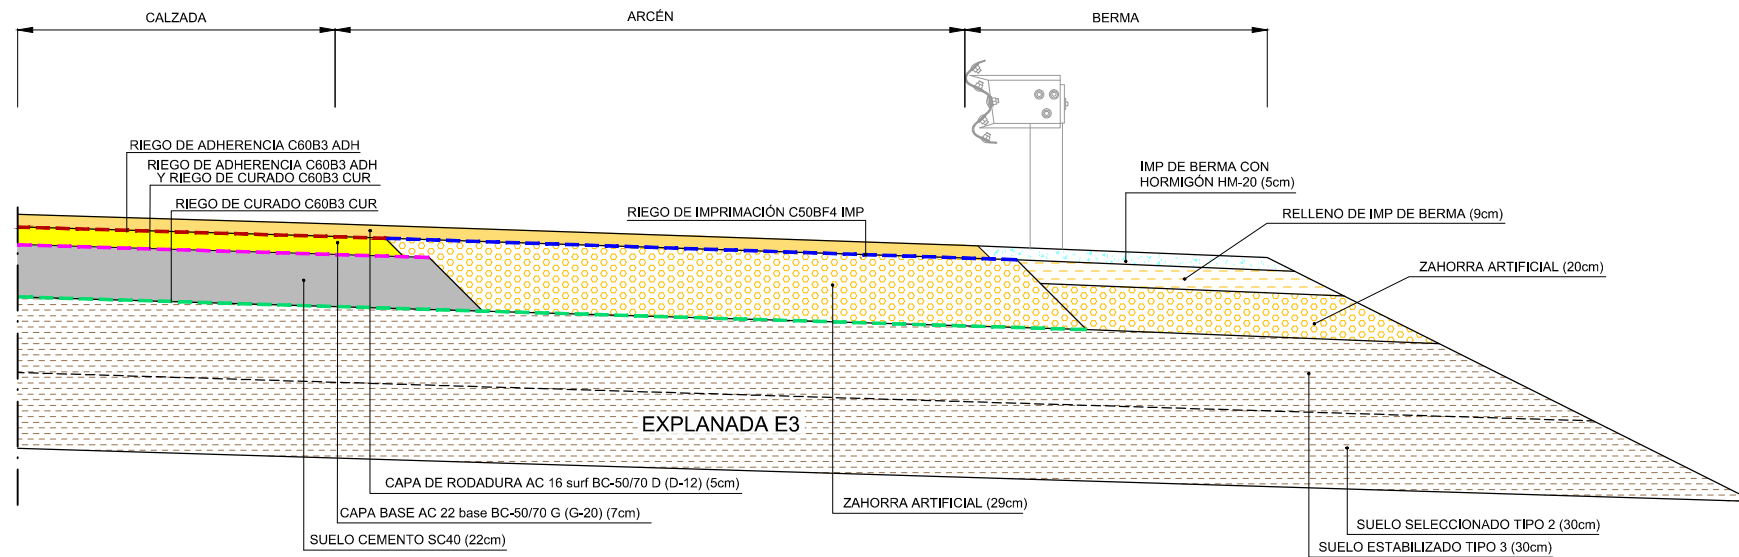 CALZADA
ARCÉN
BERMA
RIEGO DE ADHERENCIA C60B3 ADH
RIEGO DE ADHERENCIA C60B3 ADH
Y RIEGO DE CURADO C60B3 CUR
RIEGO DE CURADO C60B3 CUR
RIEGO DE IMPRIMACIÓN C50BF4 IMP
IMP DE BERMA CON
HORMIGÓN HM-20 (5cm)
RELLENO DE IMP DE BERMA (9cm)
ZAHORRA ARTIFICIAL (20cm)
EXPLANADA E3
CAPA DE RODADURA AC 16 surf BC-50/70 D (D-12) (5cm)
CAPA BASE AC 22 base BC-50/70 G (G-20) (7cm)
SUELO CEMENTO SC40 (22cm)
ZAHORRA ARTIFICIAL (29cm)
SUELO SELECCIONADO TIPO 2 (30cm)
SUELO ESTABILIZADO TIPO 3 (30cm)